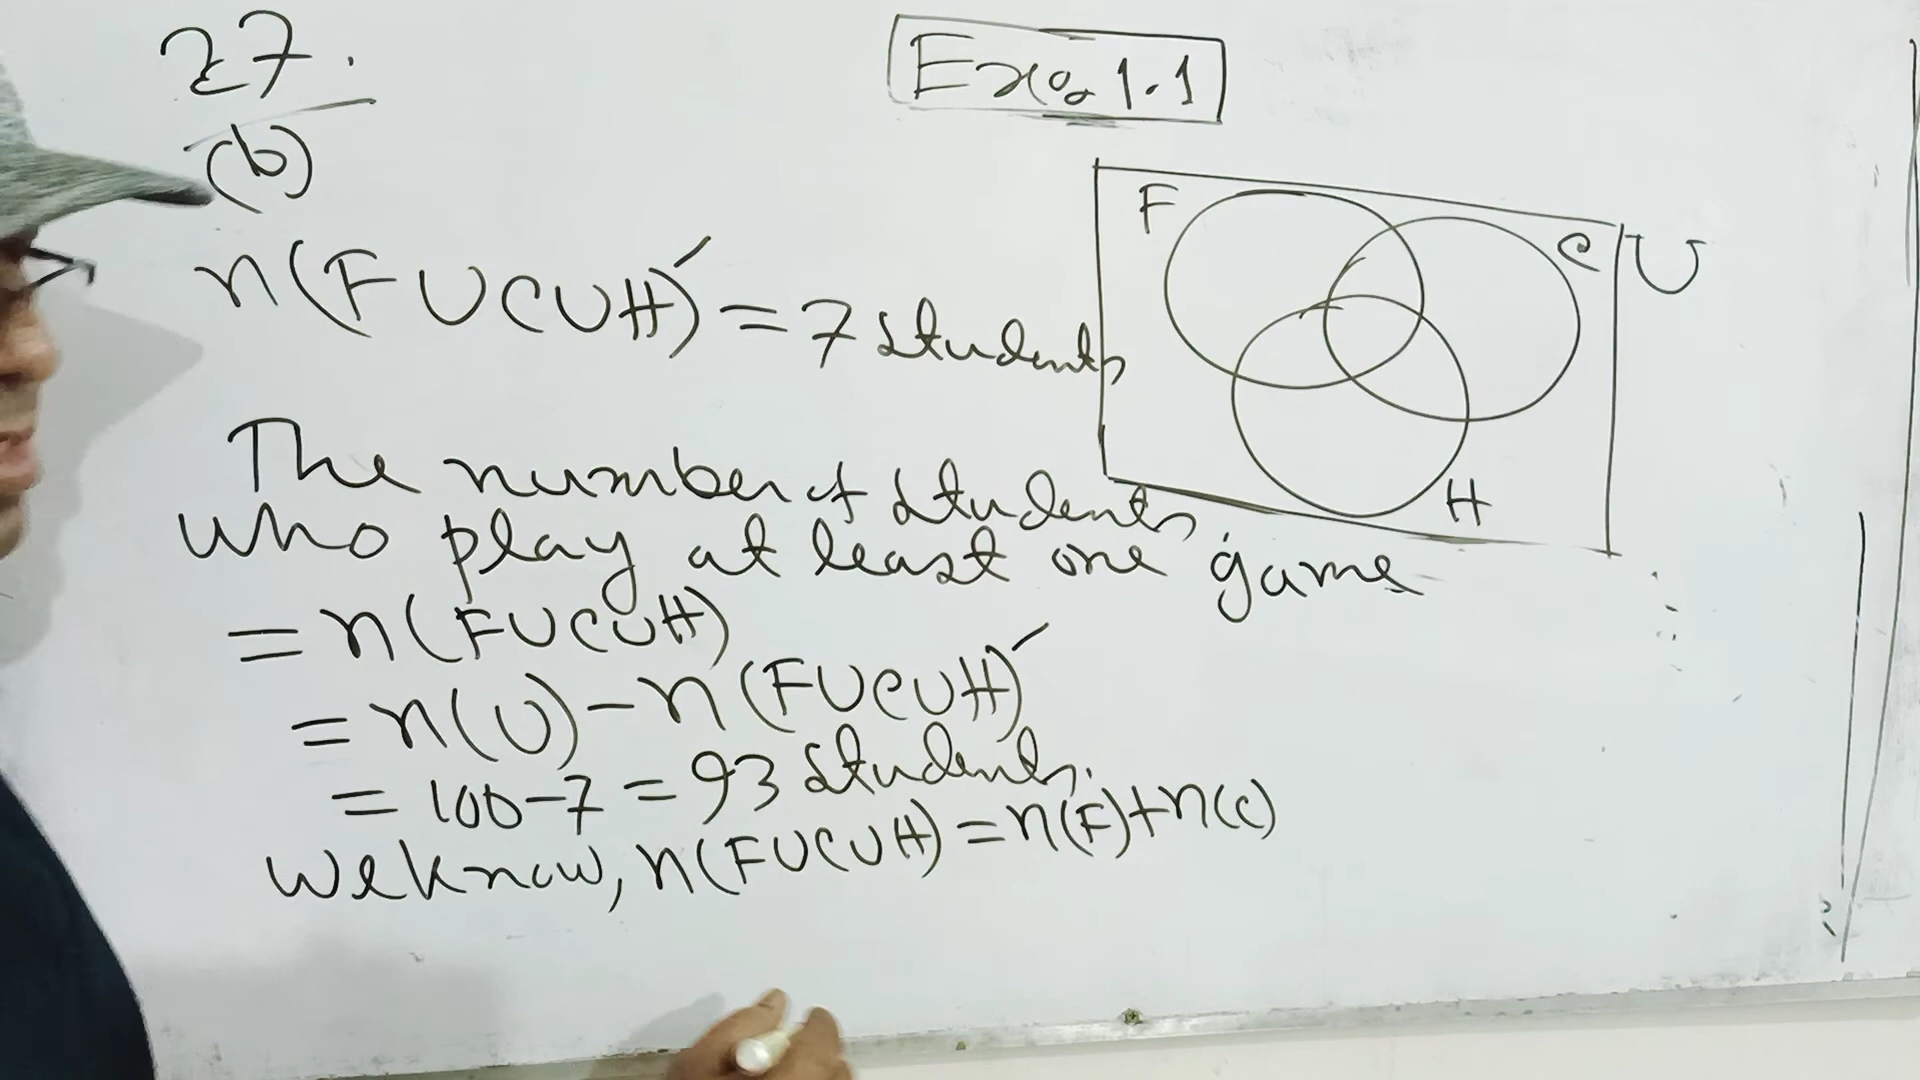 27.
Ex: 1.1
(b)
F
C
U
n(F∪C∪H)′ = 7 students
H
The number of students
who play at least one game
= n(F∪C∪H)
= n(U) - n(F∪C∪H)′
= 100-7 = 93 students.
We know, n(F∪C∪H) = n(F)+n(C)